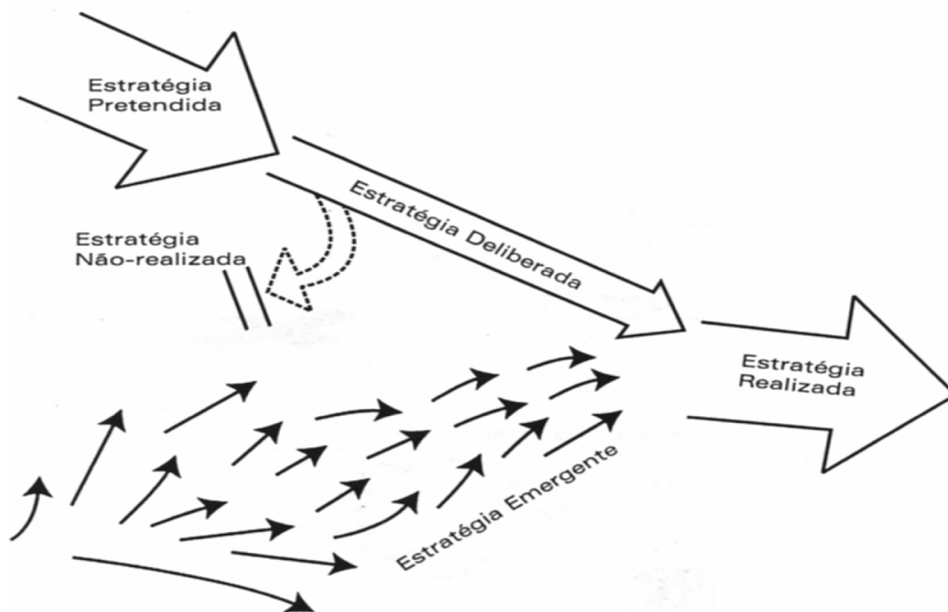 Estratégia
Pretendida
Estratégia Deliberada
Estratégia
Não-realizada
Estratégia
Realizada
Estratégia Emergente